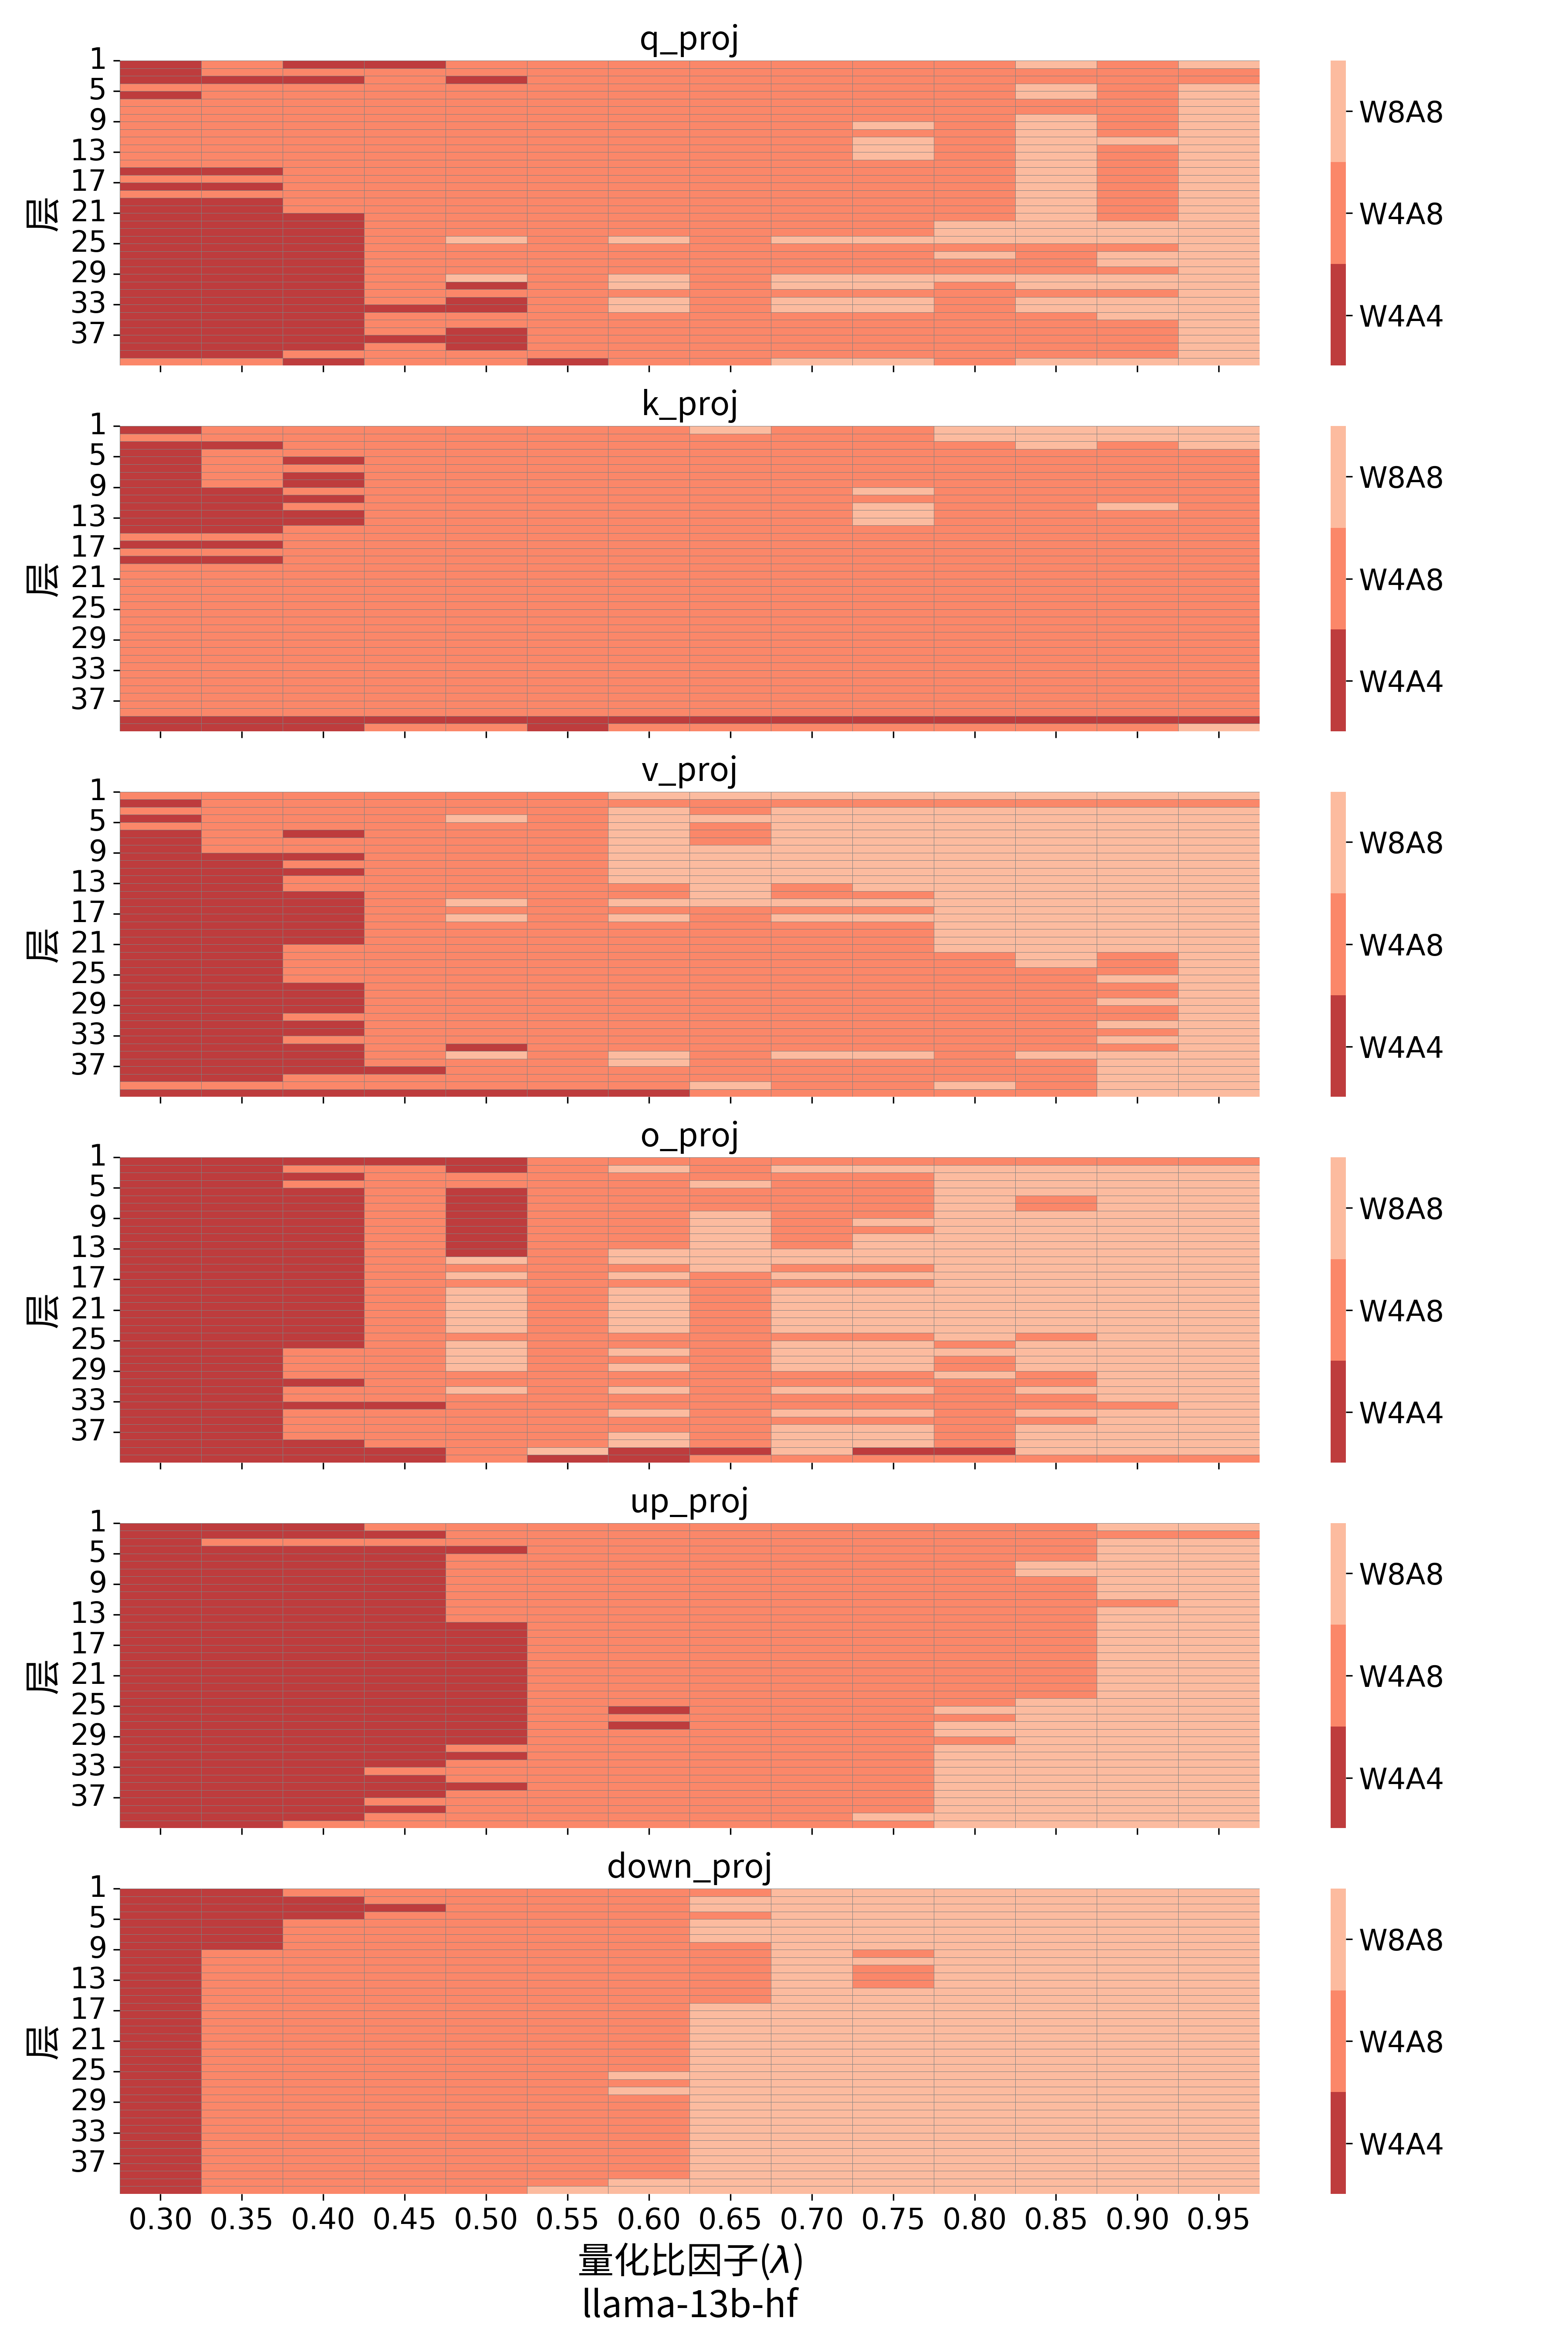 q_proj
1
5
9
13
17
21
25
29
33
37
层
W8A8
W4A8
W4A4
k_proj
1
5
9
13
17
21
25
29
33
37
层
W8A8
W4A8
W4A4
v_proj
1
5
9
13
17
21
25
29
33
37
层
W8A8
W4A8
W4A4
o_proj
1
5
9
13
17
21
25
29
33
37
层
W8A8
W4A8
W4A4
up_proj
1
5
9
13
17
21
25
29
33
37
层
W8A8
W4A8
W4A4
down_proj
1
5
9
13
17
21
25
29
33
37
层
W8A8
W4A8
W4A4
0.30 0.35 0.40 0.45 0.50 0.55 0.60 0.65 0.70 0.75 0.80 0.85 0.90 0.95
量化比因子(λ)
llama-13b-hf